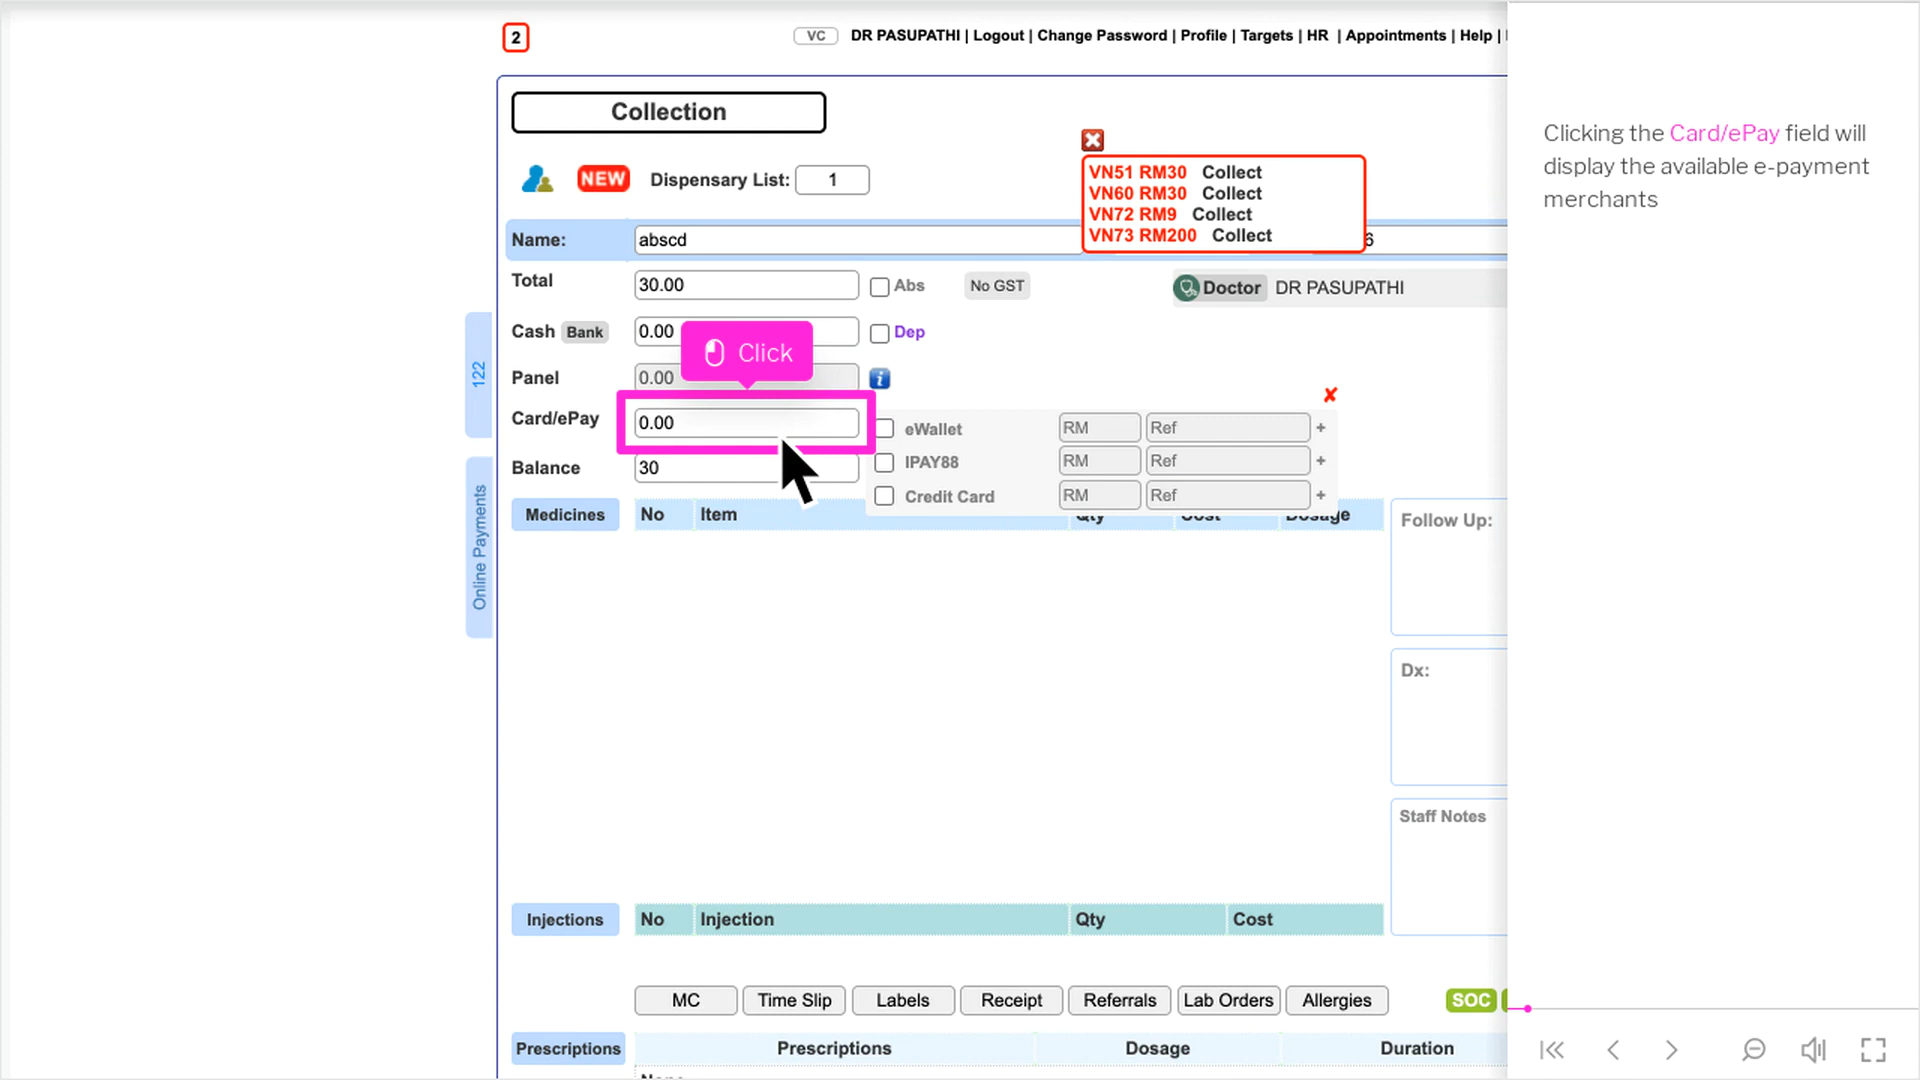 2
VC DR PASUPATHI | Logout | Change Password | Profile | Targets | HR | Appointments | Help |
Collection
NEW Dispensary List: 1
VN51 RM30 Collect
VN60 RM30 Collect
VN72 RM9 Collect
VN73 RM200 Collect
Name: abscd 6
Total 30.00 Abs No GST Doctor DR PASUPATHI
Cash Bank 0.00 Dep
Click
Panel 0.00
Card/ePay 0.00
eWallet RM Ref +
IPAY88 RM Ref +
Credit Card RM Ref +
Balance 30
122
Online Payments
Medicines No Item Qty Cost Dosage
Follow Up:
Dx:
Staff Notes
Injections No Injection Qty Cost
MC Time Slip Labels Receipt Referrals Lab Orders Allergies SOC
Prescriptions Prescriptions Dosage Duration
Clicking the Card/ePay field will
display the available e-payment
merchants